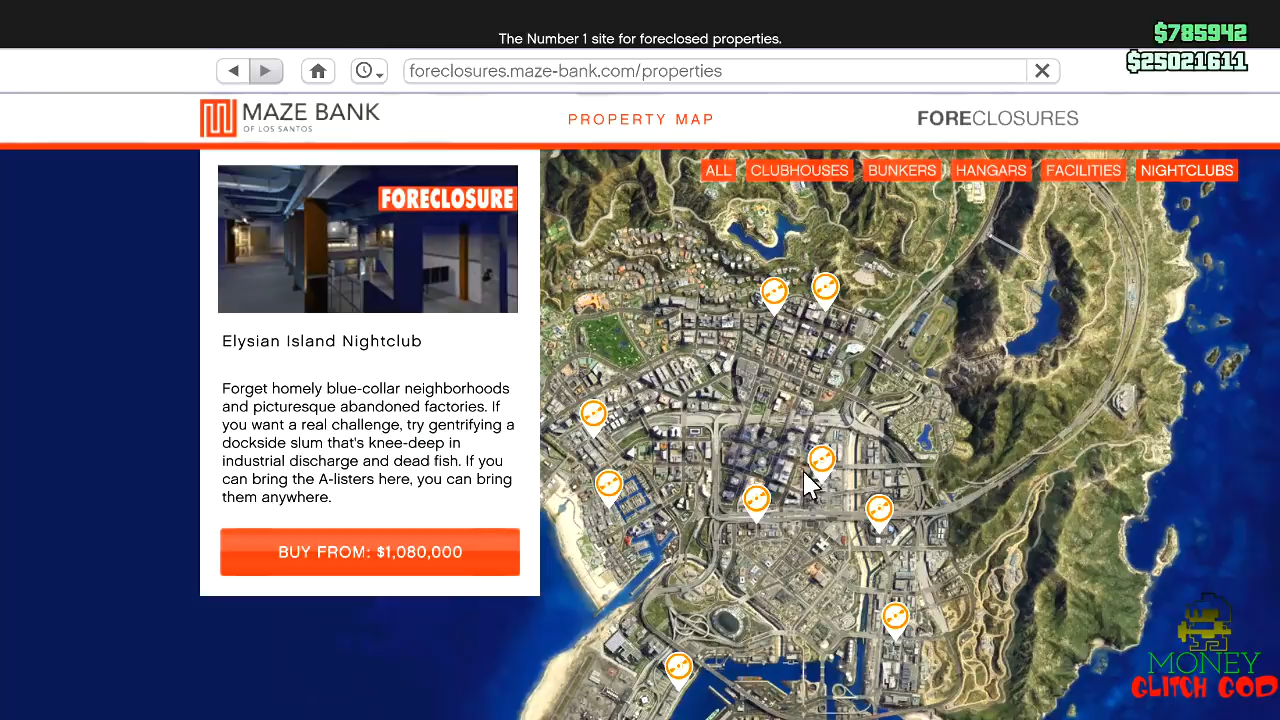 The Number 1 site for foreclosed properties.
$785942
$25021611
foreclosures.maze-bank.com/properties
MAZE BANK
OF LOS SANTOS
PROPERTY MAP
FORECLOSURES
ALL
CLUBHOUSES
BUNKERS
HANGARS
FACILITIES
NIGHTCLUBS
FORECLOSURE
Elysian Island Nightclub
Forget homely blue-collar neighborhoods
and picturesque abandoned factories. If
you want a real challenge, try gentrifying a
dockside slum that's knee-deep in
industrial discharge and dead fish. If you
can bring the A-listers here, you can bring
them anywhere.
BUY FROM: $1,080,000
MONEY
GLITCH GOD